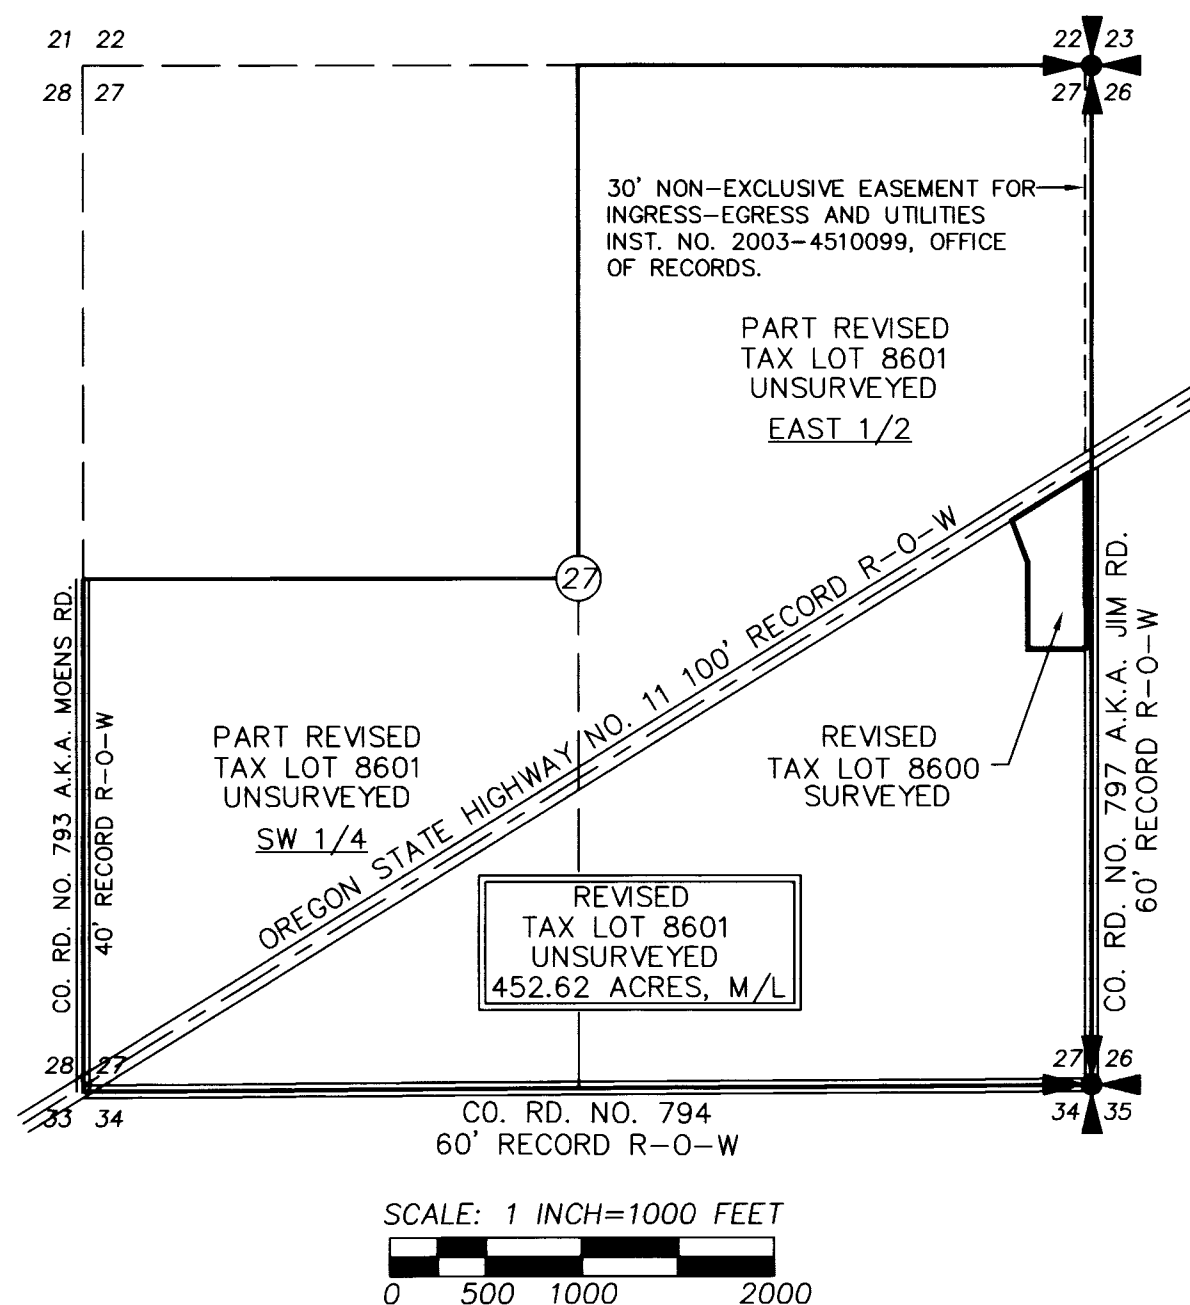 21 22
22 23
28 27
27 26
30' NON-EXCLUSIVE EASEMENT FOR
INGRESS-EGRESS AND UTILITIES
INST. NO. 2003-4510099, OFFICE
OF RECORDS.
PART REVISED
TAX LOT 8601
UNSURVEYED
EAST 1/2
27
OREGON STATE HIGHWAY NO. 11 100' RECORD R-O-W
CO. RD. NO. 793 A.K.A. MOENS RD.
40' RECORD R-O-W
PART REVISED
TAX LOT 8601
UNSURVEYED
SW 1/4
REVISED
TAX LOT 8600
SURVEYED
CO. RD. NO. 797 A.K.A. JIM RD.
60' RECORD R-O-W
REVISED
TAX LOT 8601
UNSURVEYED
452.62 ACRES, M/L
28 27
27 26
33 34
34 35
CO. RD. NO. 794
60' RECORD R-O-W
SCALE: 1 INCH=1000 FEET
0 500 1000 2000